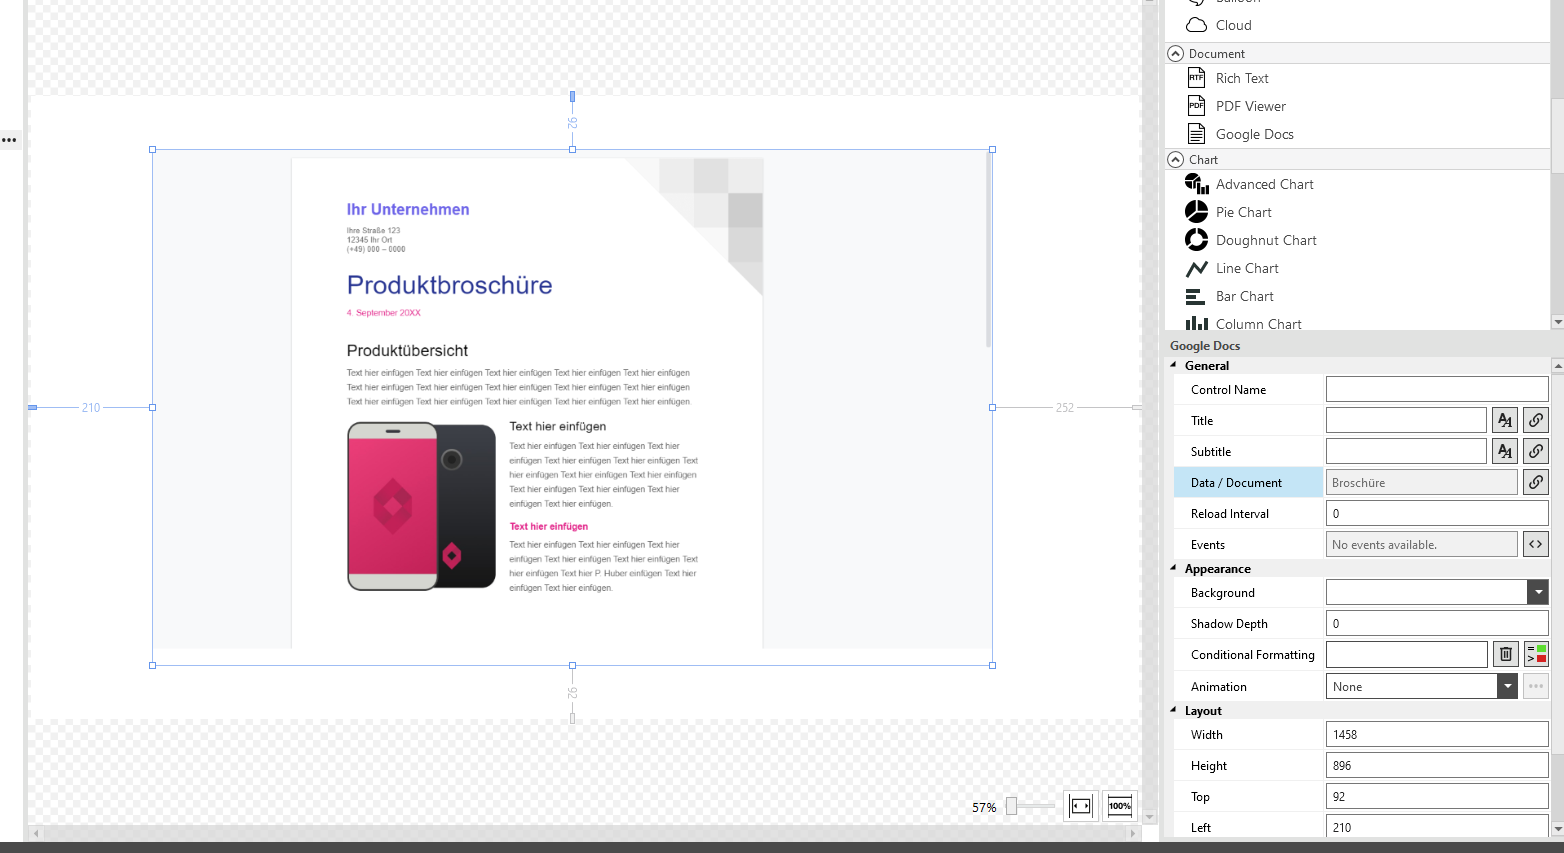 92
210
252
92
Ihr Unternehmen
Ihre Straße 123
12345 Ihr Ort
(+49) 000 – 0000
Produktbroschüre
4. September 20XX
Produktübersicht
Text hier einfügen Text hier einfügen Text hier einfügen Text hier einfügen Text hier einfügen
Text hier einfügen Text hier einfügen Text hier einfügen Text hier einfügen Text hier einfügen
Text hier einfügen Text hier einfügen Text hier einfügen Text hier einfügen Text hier einfügen.
Text hier einfügen
Text hier einfügen Text hier einfügen Text hier
einfügen Text hier einfügen Text hier einfügen Text
hier einfügen Text hier einfügen Text hier einfügen
Text hier einfügen Text hier einfügen Text hier
einfügen Text hier einfügen.
Text hier einfügen
Text hier einfügen Text hier einfügen Text hier
einfügen Text hier einfügen Text hier einfügen Text
hier einfügen Text hier P. Huber einfügen Text hier
einfügen Text hier einfügen.
57%
100%
Balloon
Cloud
Document
RTF Rich Text
PDF PDF Viewer
Google Docs
Chart
Advanced Chart
Pie Chart
Doughnut Chart
Line Chart
Bar Chart
Column Chart
Google Docs
General
Control Name
Title AA
Subtitle AA
Data / Document Broschüre
Reload Interval 0
Events No events available. <>
Appearance
Background
Shadow Depth 0
Conditional Formatting = >
Animation None
Layout
Width 1458
Height 896
Top 92
Left 210